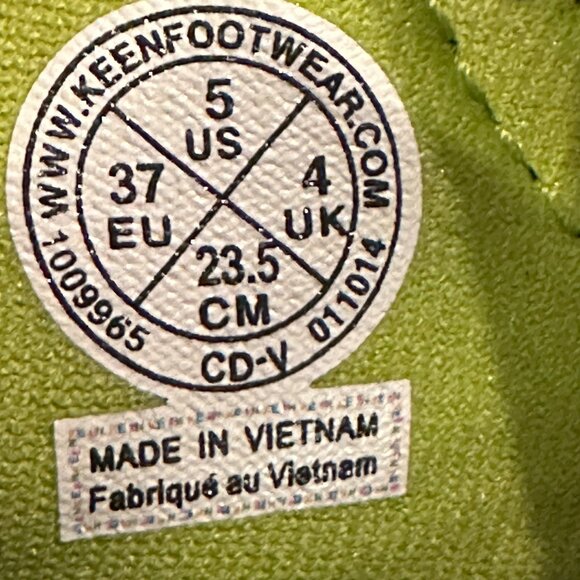 WWW.KEENFOOTWEAR.COM
5
US
37
EU
4
UK
23.5
CM
1009965
CD-V
011014
MADE IN VIETNAM
Fabriqué au Vietnam